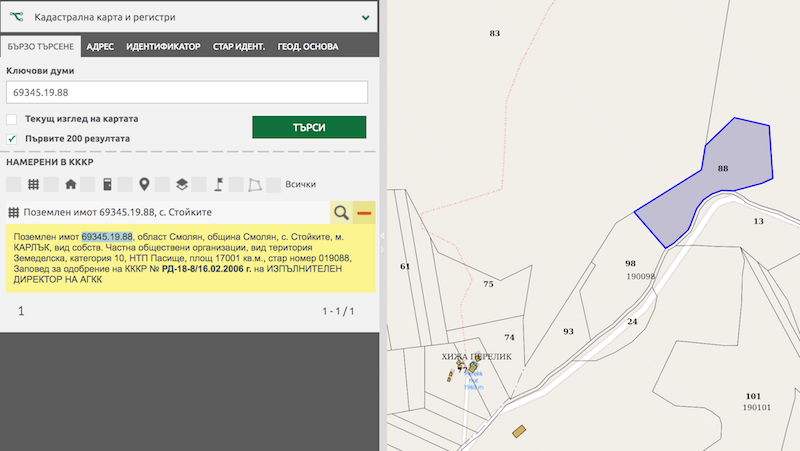 Кадастрална карта и регистри
БЪРЗО ТЪРСЕНЕ АДРЕС ИДЕНТИФИКАТОР СТАР ИДЕНТ. ГЕОД. ОСНОВА
Ключови думи
69345.19.88
Текущ изглед на картата
Първите 200 резултата
ТЪРСИ
НАМЕРЕНИ В КККР
Всички
Поземлен имот 69345.19.88, с. Стойките
Поземлен имот 69345.19.88, област Смолян, община Смолян, с. Стойките, м.
КАРЛЪК, вид собств. Частна обществени организации, вид територия
Земеделска, категория 10, НТП Пасище, площ 17001 кв.м., стар номер 019088,
Заповед за одобрение на КККР № РД-18-8/16.02.2006 г. на ИЗПЪЛНИТЕЛЕН
ДИРЕКТОР НА АГКК
1
1 - 1 / 1
83
88
13
98
190098
61
75
24
93
74
ХИЖА ПЕРЕЛИК
101
190101